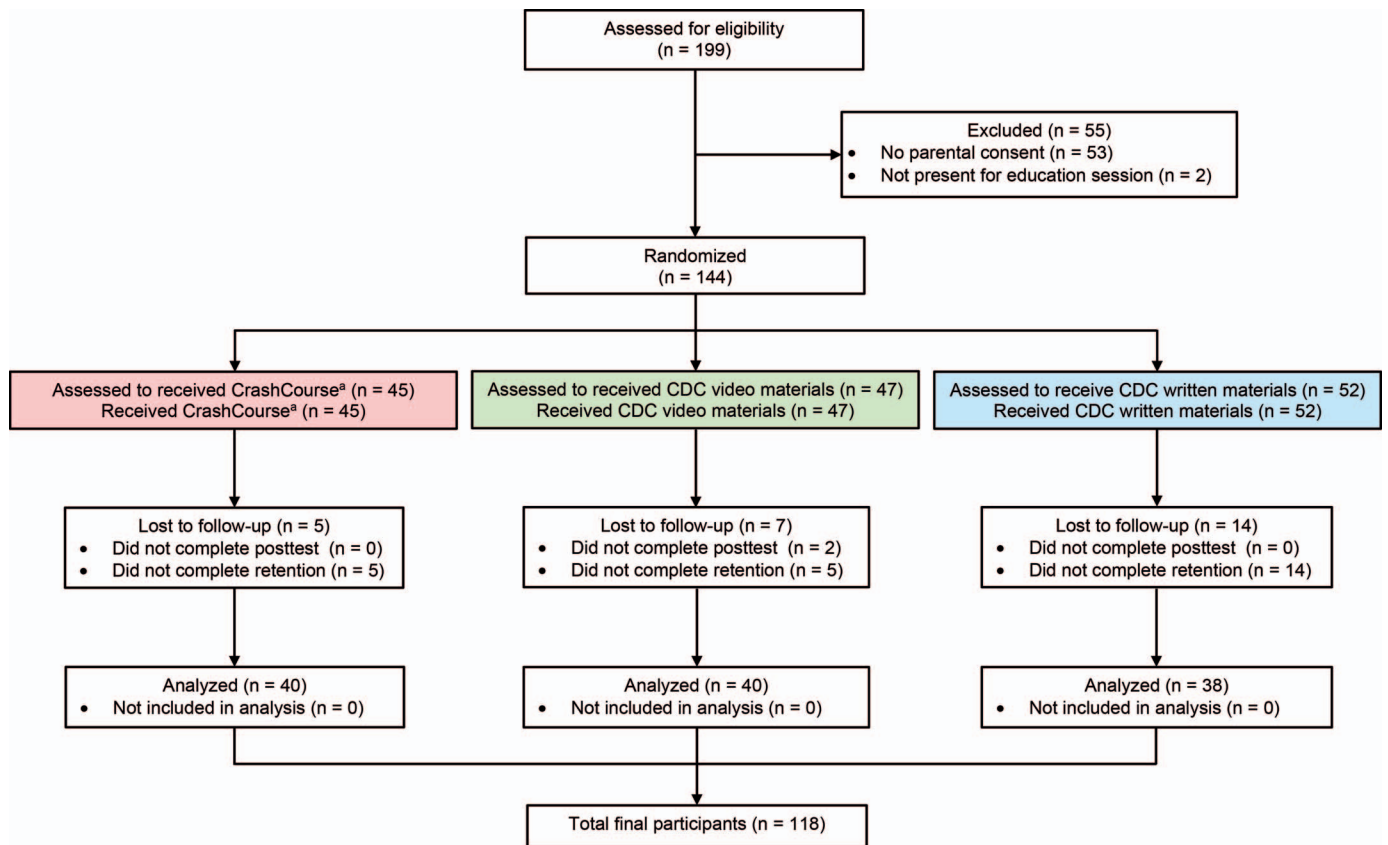 Assessed for eligibility
(n = 199)
Excluded (n = 55)
• No parental consent (n = 53)
• Not present for education session (n = 2)
Randomized
(n = 144)
Assessed to received CrashCourseᵃ (n = 45)
Received CrashCourseᵃ (n = 45)
Assessed to received CDC video materials (n = 47)
Received CDC video materials (n = 47)
Assessed to receive CDC written materials (n = 52)
Received CDC written materials (n = 52)
Lost to follow-up (n = 5)
• Did not complete posttest (n = 0)
• Did not complete retention (n = 5)
Lost to follow-up (n = 7)
• Did not complete posttest (n = 2)
• Did not complete retention (n = 5)
Lost to follow-up (n = 14)
• Did not complete posttest (n = 0)
• Did not complete retention (n = 14)
Analyzed (n = 40)
• Not included in analysis (n = 0)
Analyzed (n = 40)
• Not included in analysis (n = 0)
Analyzed (n = 38)
• Not included in analysis (n = 0)
Total final participants (n = 118)